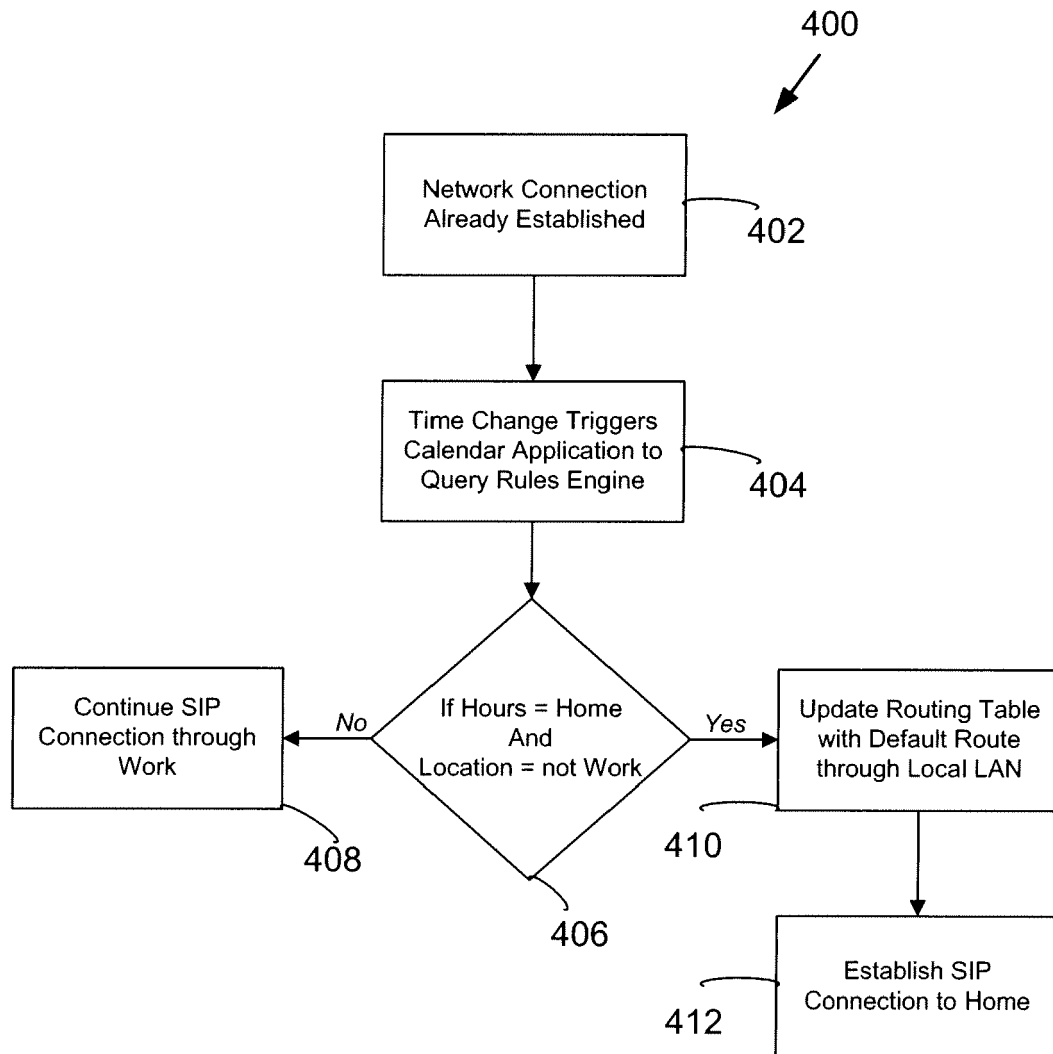 400
Network Connection
Already Established
402
Time Change Triggers
Calendar Application to
Query Rules Engine
404
If Hours = Home
And
Location = not Work
406
No
Yes
Continue SIP
Connection through
Work
408
Update Routing Table
with Default Route
through Local LAN
410
Establish SIP
Connection to Home
412